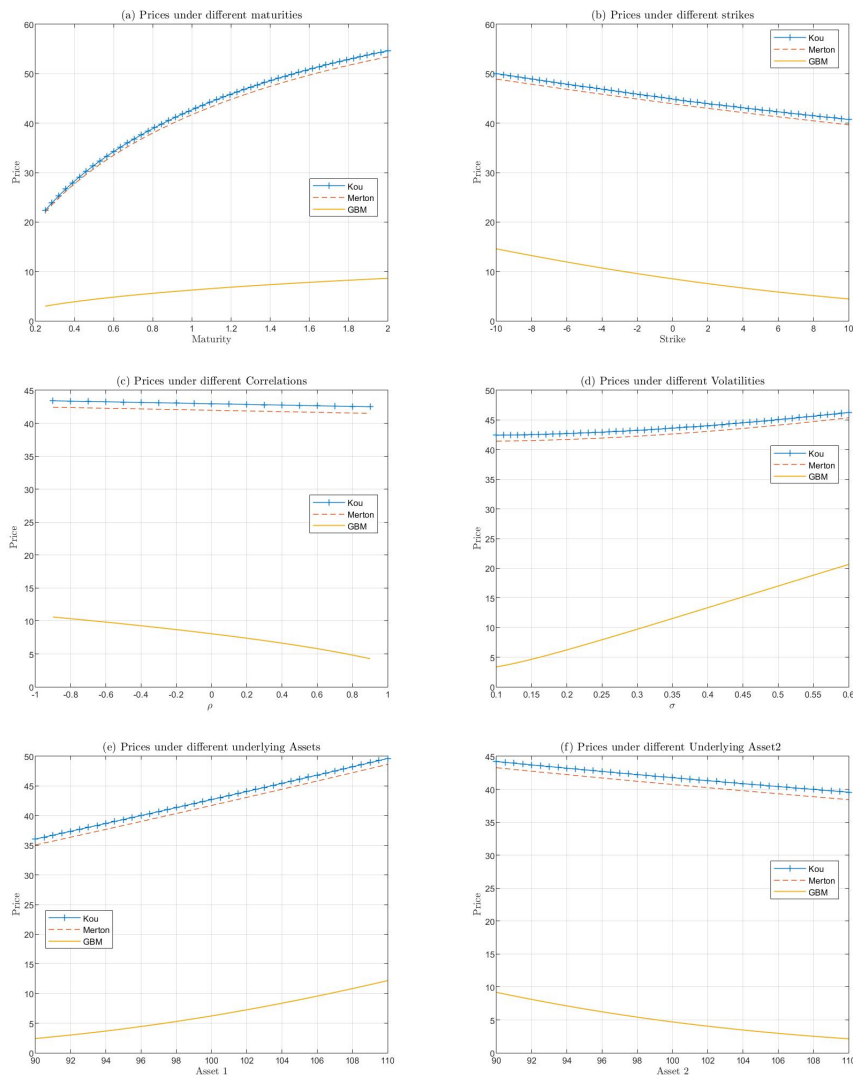 (a) Prices under different maturities
60
50
40
30
20
10
0
Price
Kou
Merton
GBM
0.2 0.4 0.6 0.8 1 1.2 1.4 1.6 1.8 2
Maturity
(b) Prices under different strikes
60
50
40
30
20
10
0
Price
Kou
Merton
GBM
-10 -8 -6 -4 -2 0 2 4 6 8 10
Strike
(c) Prices under different Correlations
45
40
35
30
25
20
15
10
5
0
Price
Kou
Merton
GBM
-1 -0.8 -0.6 -0.4 -0.2 0 0.2 0.4 0.6 0.8 1
ρ
(d) Prices under different Volatilities
50
45
40
35
30
25
20
15
10
5
0
Price
Kou
Merton
GBM
0.1 0.15 0.2 0.25 0.3 0.35 0.4 0.45 0.5 0.55 0.6
σ
(e) Prices under different underlying Assets
50
45
40
35
30
25
20
15
10
5
0
Price
Kou
Merton
GBM
90 92 94 96 98 100 102 104 106 108 110
Asset 1
(f) Prices under different Underlying Asset2
45
40
35
30
25
20
15
10
5
0
Price
Kou
Merton
GBM
90 92 94 96 98 100 102 104 106 108 110
Asset 2